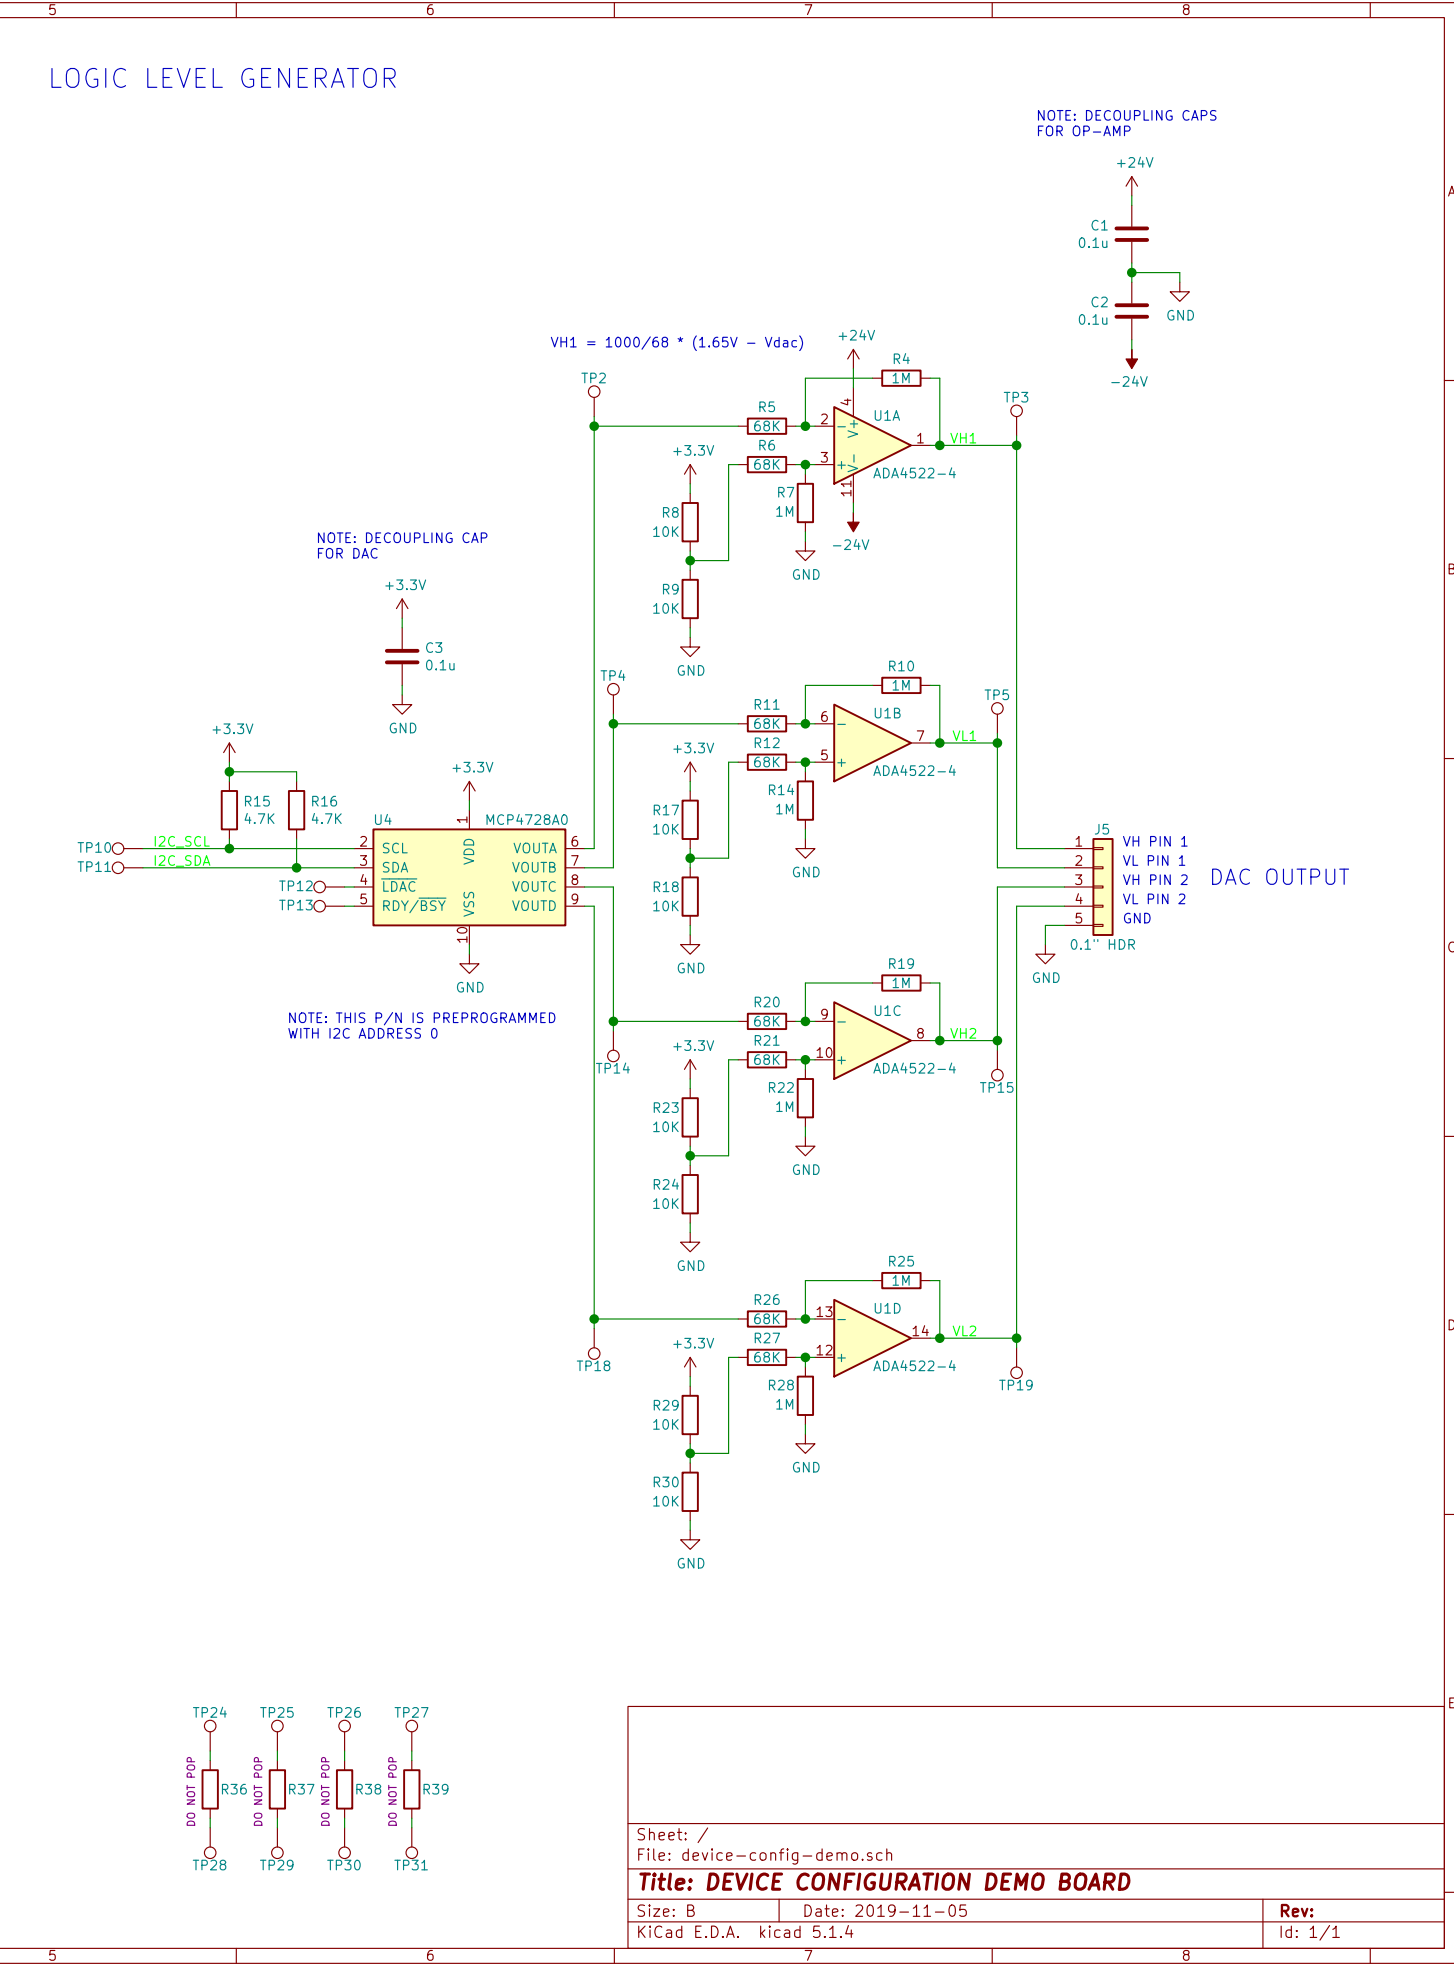 5 6 7 8
LOGIC LEVEL GENERATOR
NOTE: DECOUPLING CAPS
FOR OP-AMP
+24V
A
C1
0.1u
C2
0.1u
GND
-24V
VH1 = 1000/68 * (1.65V - Vdac)
+24V
TP2
R4
1M
TP3
R5
68K
2
-
4
V+
U1A
1
VH1
R6
68K
3
+
V-
11
ADA4522-4
+3.3V
R7
1M
R8
10K
-24V
GND
NOTE: DECOUPLING CAP
FOR DAC
B
+3.3V
R9
10K
GND
C3
0.1u
GND
TP4
R10
1M
TP5
R11
68K
6
-
U1B
7
VL1
R12
68K
5
+
ADA4522-4
+3.3V
R14
1M
R17
10K
GND
R18
10K
GND
+3.3V
R15
4.7K
R16
4.7K
+3.3V
U4
MCP4728A0
1
VDD
TP10
I2C_SCL
2
SCL
VOUTA
6
TP11
I2C_SDA
3
SDA
VOUTB
7
TP12
4
LDAC
VOUTC
8
TP13
5
RDY/BSY
VOUTD
9
VSS
10
GND
J5
1
VH PIN 1
2
VL PIN 1
3
VH PIN 2
4
VL PIN 2
5
GND
DAC OUTPUT
0.1" HDR
GND
C
NOTE: THIS P/N IS PREPROGRAMMED
WITH I2C ADDRESS 0
R19
1M
R20
68K
9
-
U1C
8
VH2
R21
68K
10
+
ADA4522-4
+3.3V
TP14
TP15
R22
1M
R23
10K
GND
R24
10K
GND
R25
1M
R26
68K
13
-
U1D
14
VL2
D
R27
68K
12
+
ADA4522-4
+3.3V
TP18
TP19
R28
1M
R29
10K
GND
R30
10K
GND
E
TP24 TP25 TP26 TP27
DO NOT POP R36 DO NOT POP R37 DO NOT POP R38 DO NOT POP R39
TP28 TP29 TP30 TP31
Sheet: /
File: device-config-demo.sch
Title: DEVICE CONFIGURATION DEMO BOARD
Size: B Date: 2019-11-05 Rev:
KiCad E.D.A. kicad 5.1.4 Id: 1/1
5 6 7 8